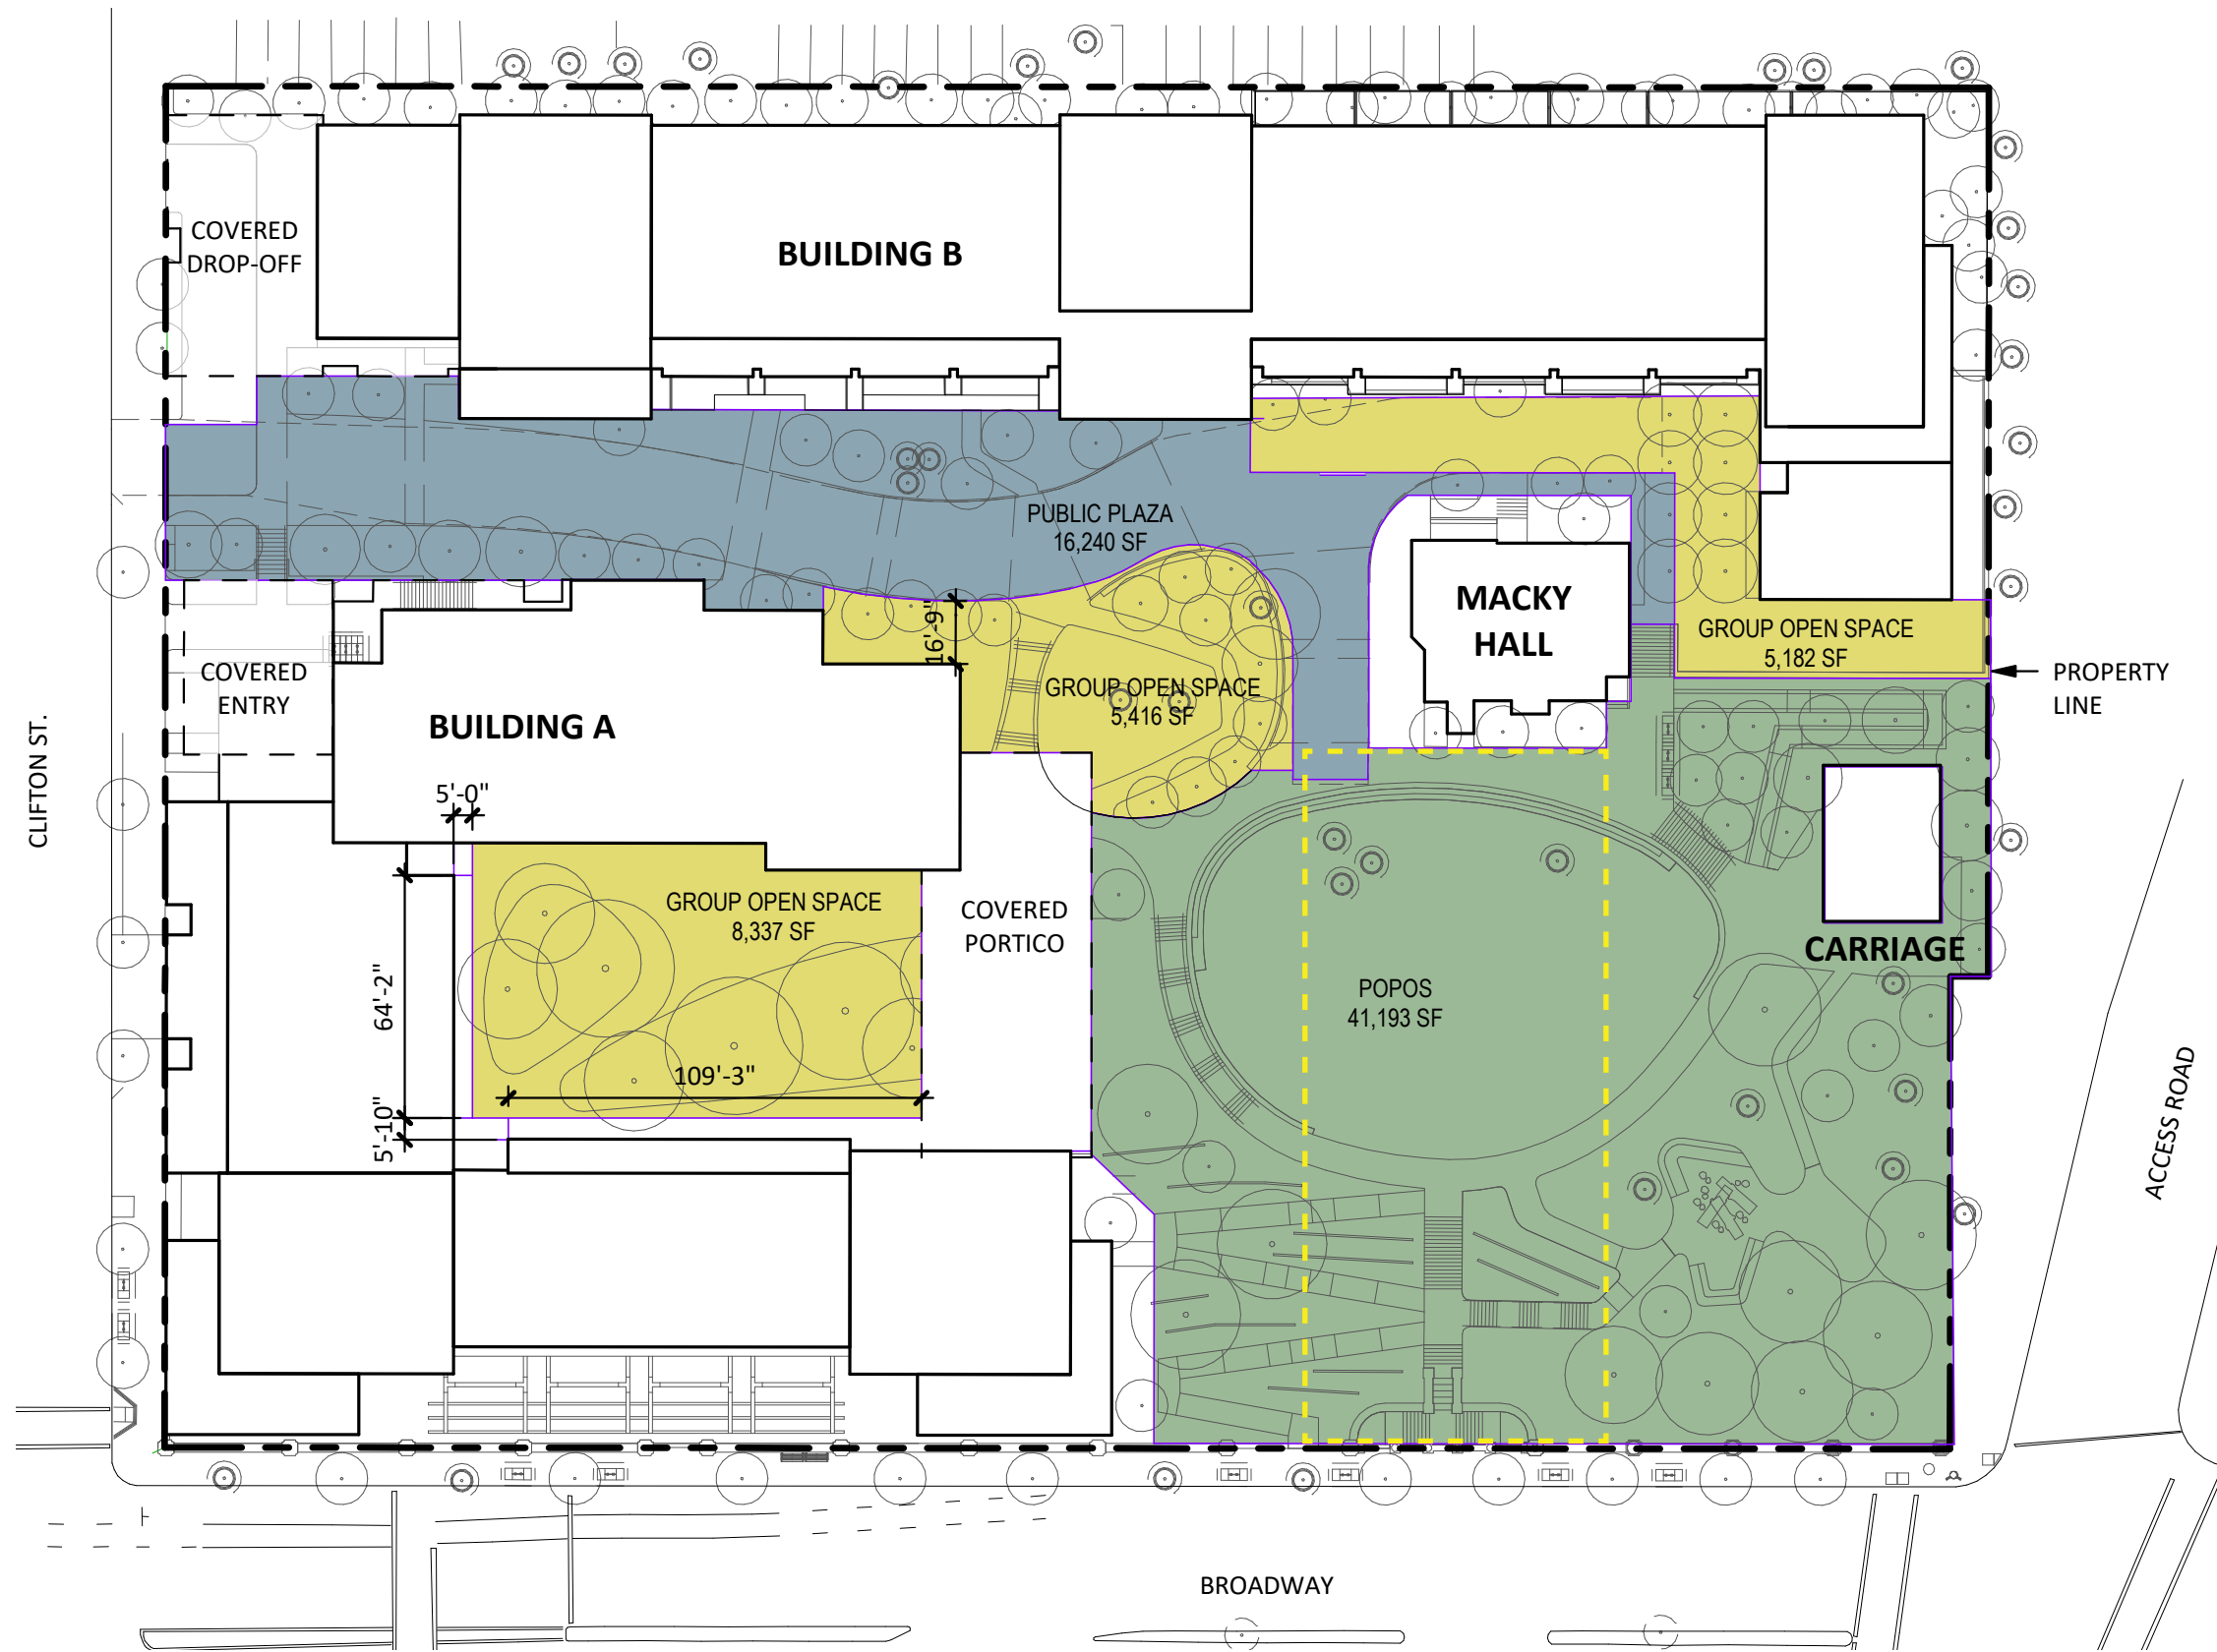 COVERED
DROP-OFF
BUILDING B
PUBLIC PLAZA
16,240 SF
MACKY
HALL
GROUP OPEN SPACE
5,182 SF
PROPERTY
LINE
16'-9"
GROUP OPEN SPACE
5,416 SF
COVERED
ENTRY
BUILDING A
CLIFTON ST.
5'-0"
GROUP OPEN SPACE
8,337 SF
COVERED
PORTICO
CARRIAGE
64'-2"
POPOS
41,193 SF
109'-3"
5'-10"
ACCESS ROAD
BROADWAY